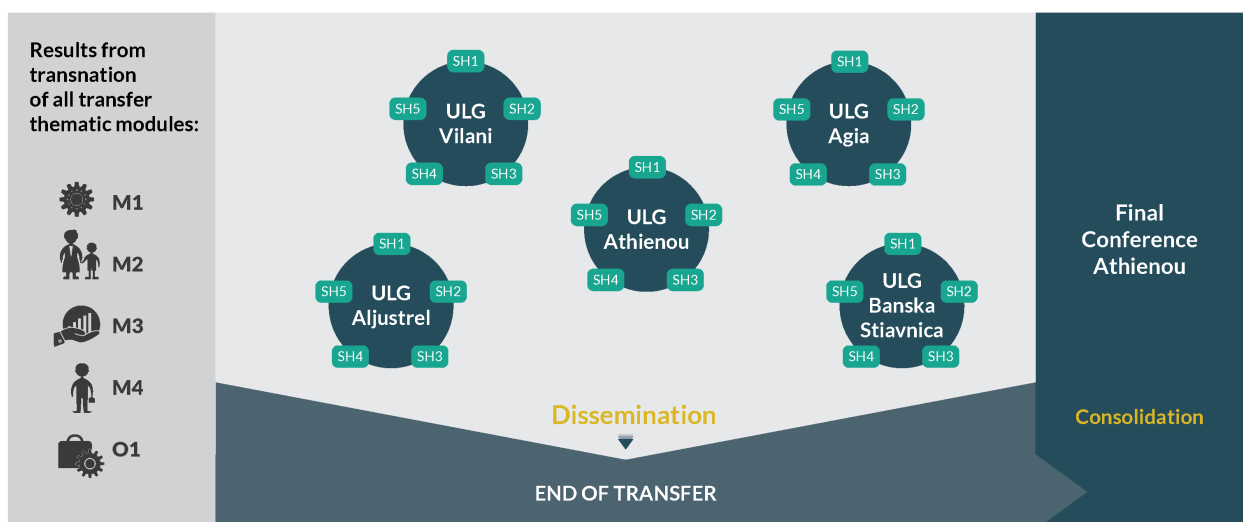 Results from
transnation
of all transfer
thematic modules:
M1
M2
M3
M4
O1
SH1
SH5
SH2
ULG
Vilani
SH4
SH3
SH1
SH5
SH2
ULG
Agia
SH4
SH3
SH1
SH5
SH2
ULG
Athienou
SH4
SH3
SH1
SH5
SH2
ULG
Aljustrel
SH4
SH3
SH1
SH5
SH2
ULG
Banska
Stiavnica
SH4
SH3
Dissemination
END OF TRANSFER
Final
Conference
Athienou
Consolidation